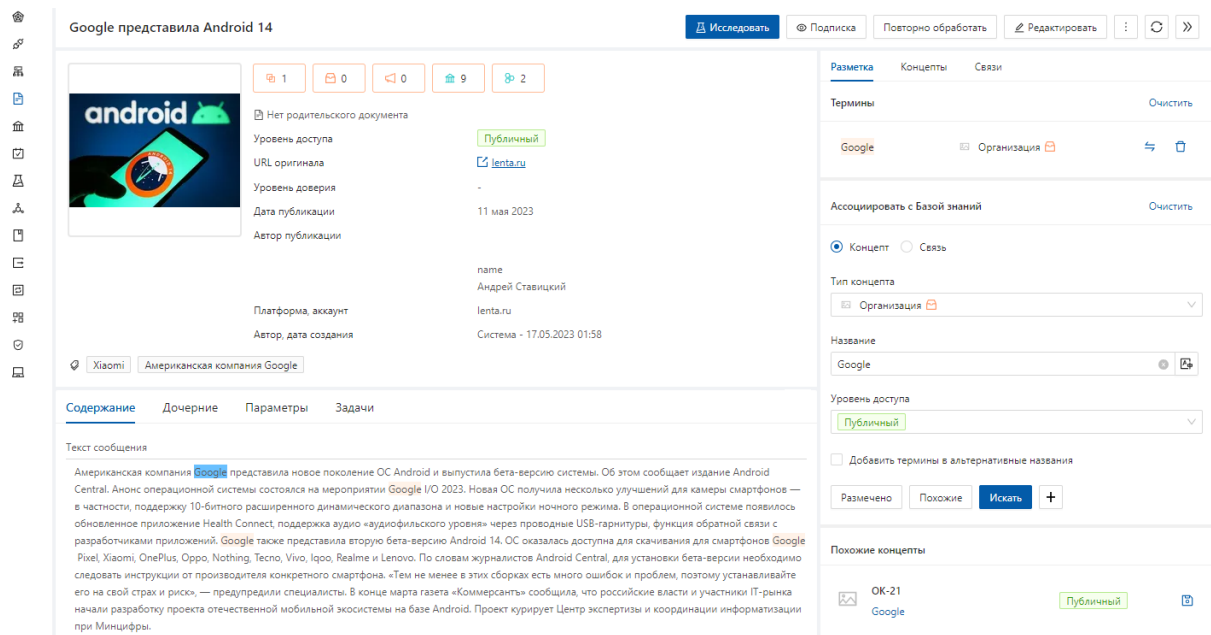 Google представила Android 14
Исследовать
Подписка
Повторно обработать
Редактировать
android
1
0
0
9
2
Нет родительского документа
Уровень доступа
Публичный
URL оригинала
lenta.ru
Уровень доверия
-
Дата публикации
11 мая 2023
Автор публикации
name
Андрей Ставицкий
Платформа, аккаунт
lenta.ru
Автор, дата создания
Система - 17.05.2023 01:58
Xiaomi
Американская компания Google
Содержание
Дочерние
Параметры
Задачи
Текст сообщения
Американская компания Google представила новое поколение ОС Android и выпустила бета-версию системы. Об этом сообщает издание Android
Central. Анонс операционной системы состоялся на мероприятии Google I/O 2023. Новая ОС получила несколько улучшений для камеры смартфонов —
в частности, поддержку 10-битного расширенного динамического диапазона и новые настройки ночного режима. В операционной системе появилось
обновленное приложение Health Connect, поддержка аудио «аудиофильского уровня» через проводные USB-гарнитуры, функция обратной связи с
разработчиками приложений. Google также представила вторую бета-версию Android 14. ОС оказалась доступна для скачивания для смартфонов Google
Pixel, Xiaomi, OnePlus, Oppo, Nothing, Tecno, Vivo, Iqoo, Realme и Lenovo. По словам журналистов Android Central, для установки бета-версии необходимо
следовать инструкции от производителя конкретного смартфона. «Тем не менее в этих сборках есть много ошибок и проблем, поэтому устанавливайте
его на свой страх и риск», — предупредили специалисты. В конце марта газета «Коммерсантъ» сообщила, что российские власти и участники IT-рынка
начали разработку проекта отечественной мобильной экосистемы на базе Android. Проект курирует Центр экспертизы и координации информатизации
при Минцифры.
Разметка
Концепты
Связи
Термины
Очистить
Google
Организация
Ассоциировать с Базой знаний
Очистить
Концепт
Связь
Тип концепта
Организация
Название
Google
Уровень доступа
Публичный
Добавить термины в альтернативные названия
Размечено
Похожие
Искать
+
Похожие концепты
ОК-21
Google
Публичный